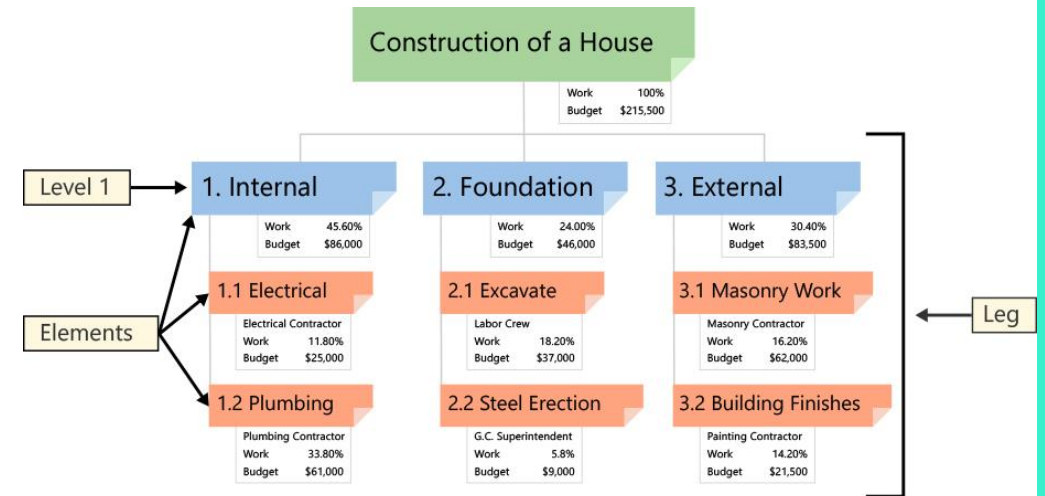 Construction of a House
Work 100%
Budget $215,500
Level 1
1. Internal
2. Foundation
3. External
Work 45.60%
Budget $86,000
Work 24.00%
Budget $46,000
Work 30.40%
Budget $83,500
Elements
1.1 Electrical
Electrical Contractor
Work 11.80%
Budget $25,000
2.1 Excavate
Labor Crew
Work 18.20%
Budget $37,000
3.1 Masonry Work
Masonry Contractor
Work 16.20%
Budget $62,000
Leg
1.2 Plumbing
Plumbing Contractor
Work 33.80%
Budget $61,000
2.2 Steel Erection
G.C. Superintendent
Work 5.8%
Budget $9,000
3.2 Building Finishes
Painting Contractor
Work 14.20%
Budget $21,500